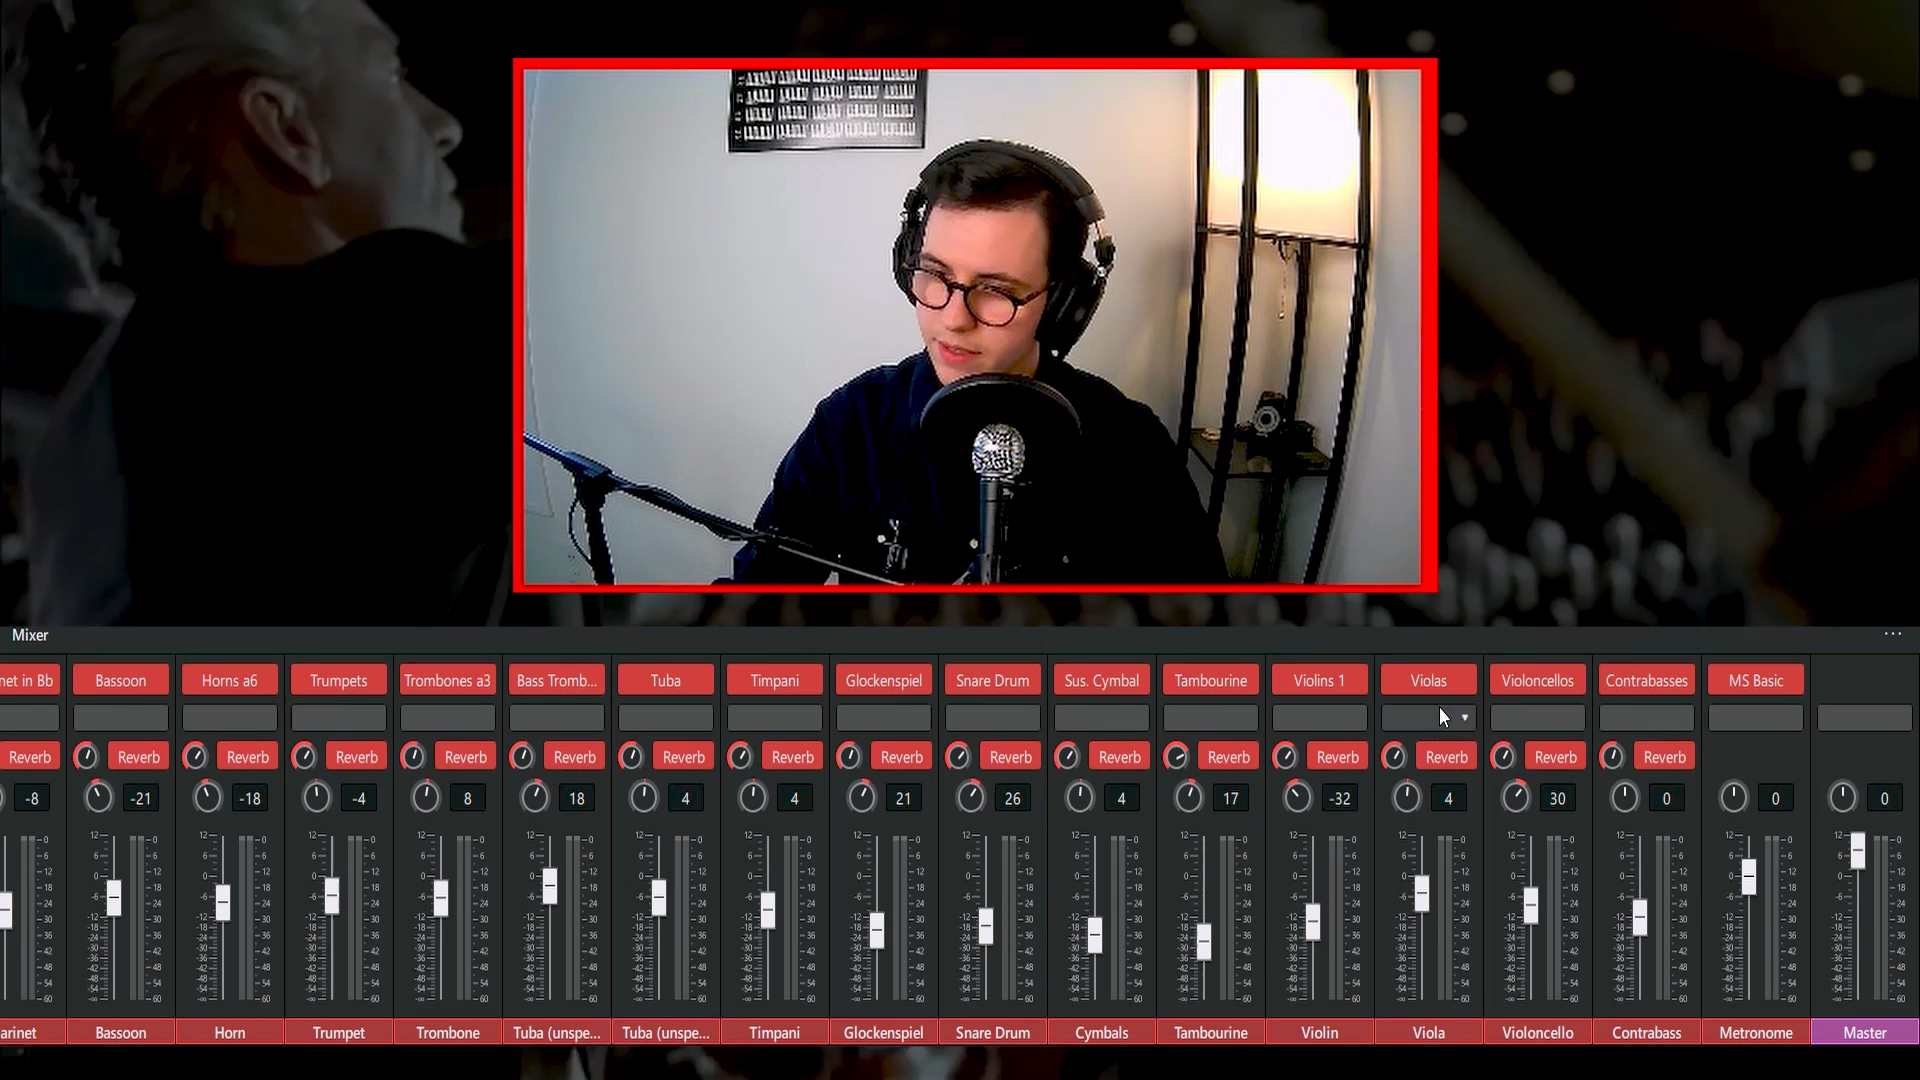 Mixer
net in Bb Bassoon Horns a6 Trumpets Trombones a3 Bass Tromb... Tuba Timpani Glockenspiel Snare Drum Sus. Cymbal Tambourine Violins 1 Violas Violoncellos Contrabasses MS Basic
Reverb Reverb Reverb Reverb Reverb Reverb Reverb Reverb Reverb Reverb Reverb Reverb Reverb Reverb Reverb Reverb
-8 -21 -18 -4 8 18 4 4 21 26 4 17 -32 4 30 0 0 0
arinet Bassoon Horn Trumpet Trombone Tuba (unspe... Tuba (unspe... Timpani Glockenspiel Snare Drum Cymbals Tambourine Violin Viola Violoncello Contrabass Metronome Master